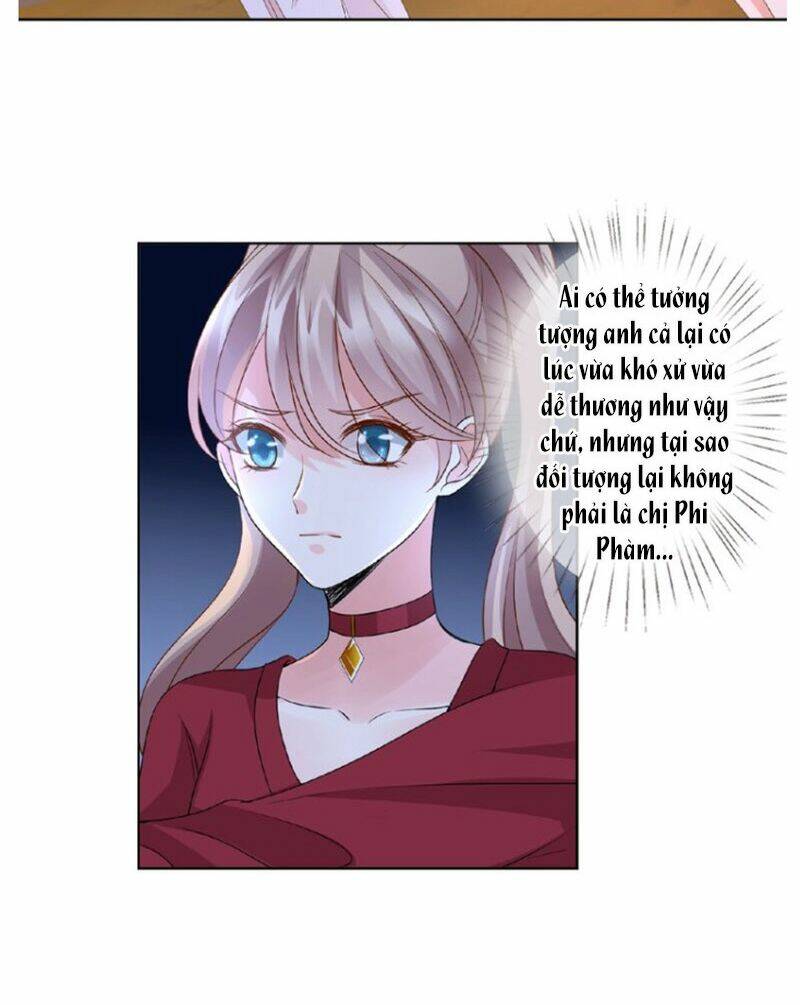 Ai có thể tưởng
tượng anh cả lại có
lúc vừa khó xử vừa
dễ thương như vậy
chứ, nhưng tại sao
đối tượng lại không
phải là chị Phi
Phàm...